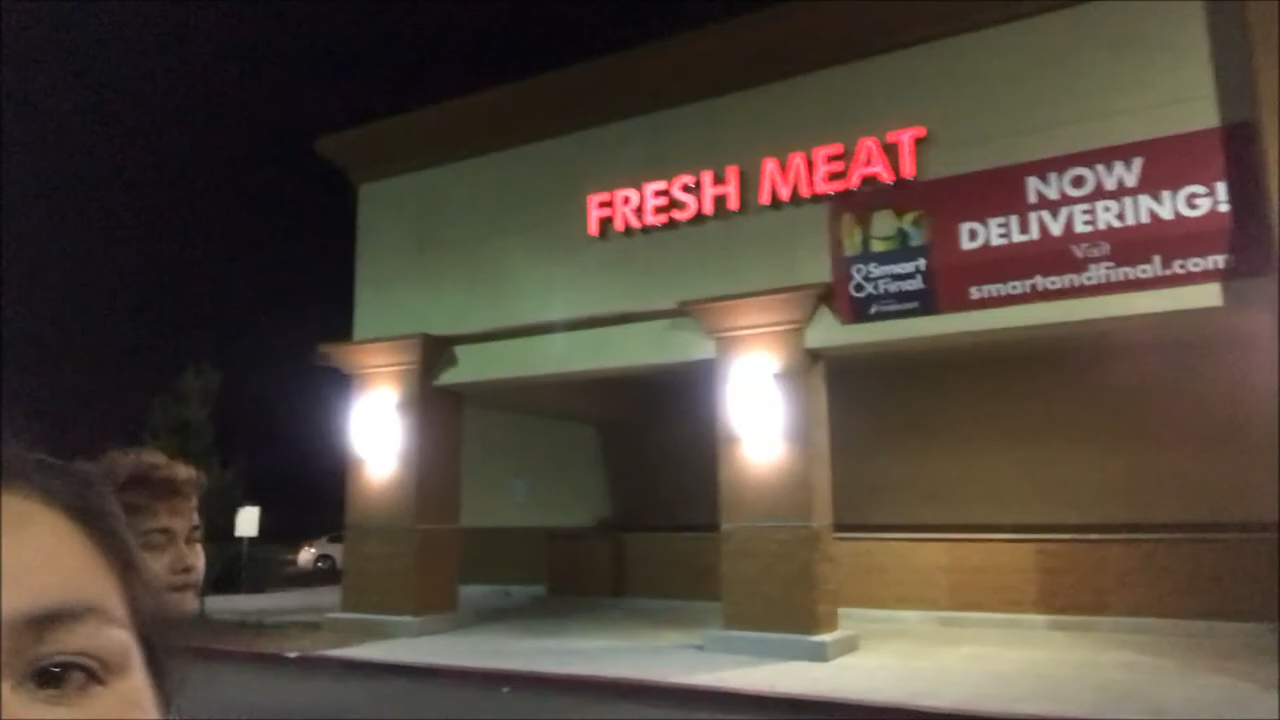 FRESH MEAT
NOW
DELIVERING!
Visit
smartandfinal.com
&Smart
Final